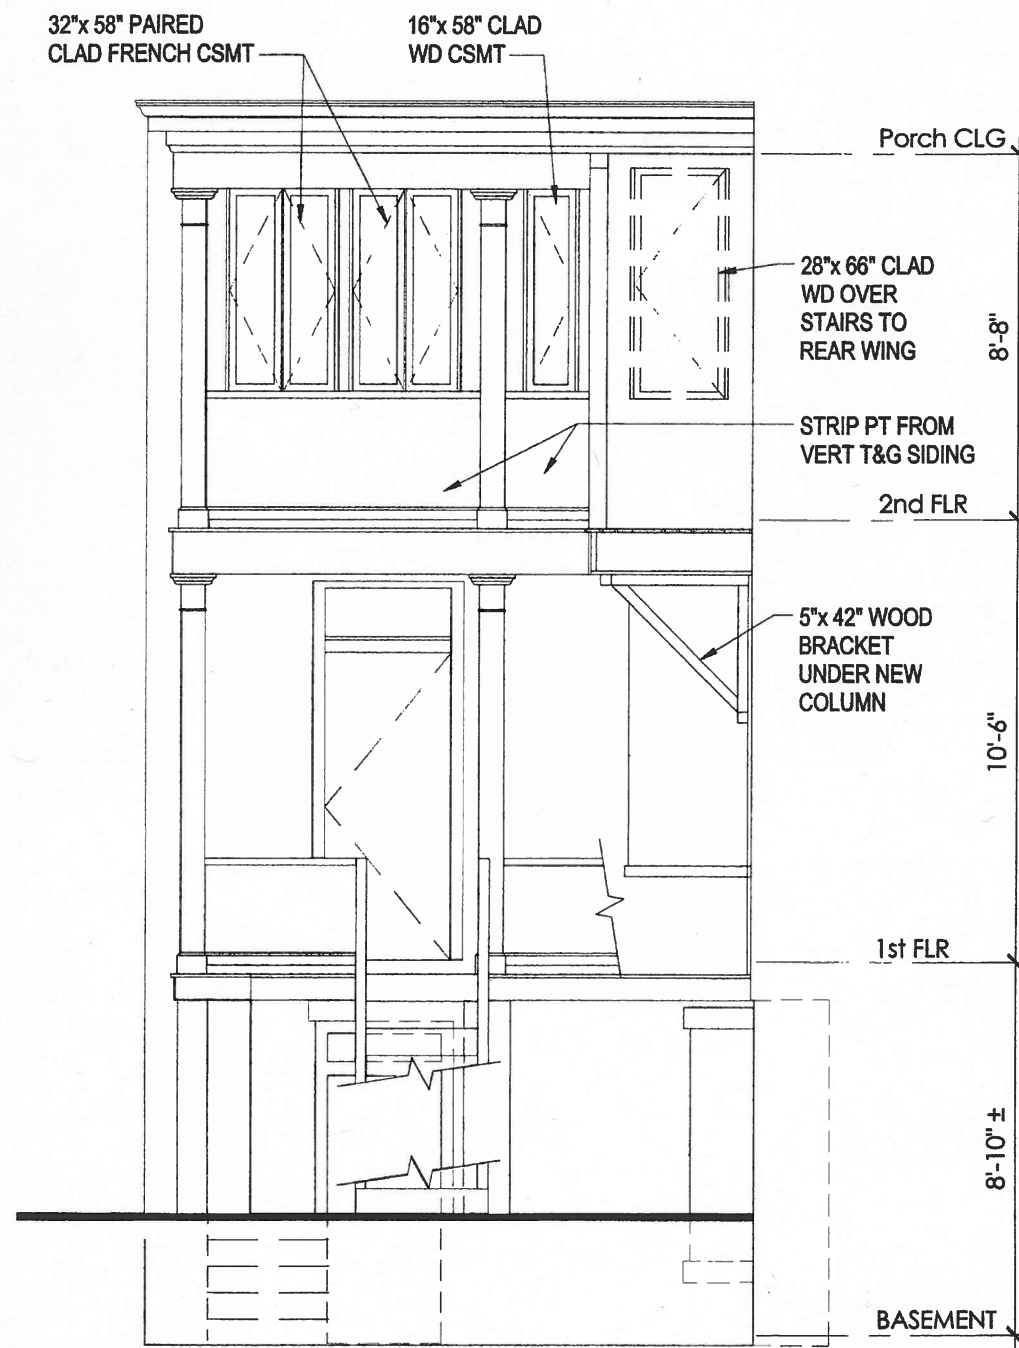 32"x 58" PAIRED
CLAD FRENCH CSMT
16"x 58" CLAD
WD CSMT
Porch CLG
28"x 66" CLAD
WD OVER
STAIRS TO
REAR WING
8'-8"
STRIP PT FROM
VERT T&G SIDING
2nd FLR
5"x 42" WOOD
BRACKET
UNDER NEW
COLUMN
10'-6"
1st FLR
8'-10" ±
BASEMENT